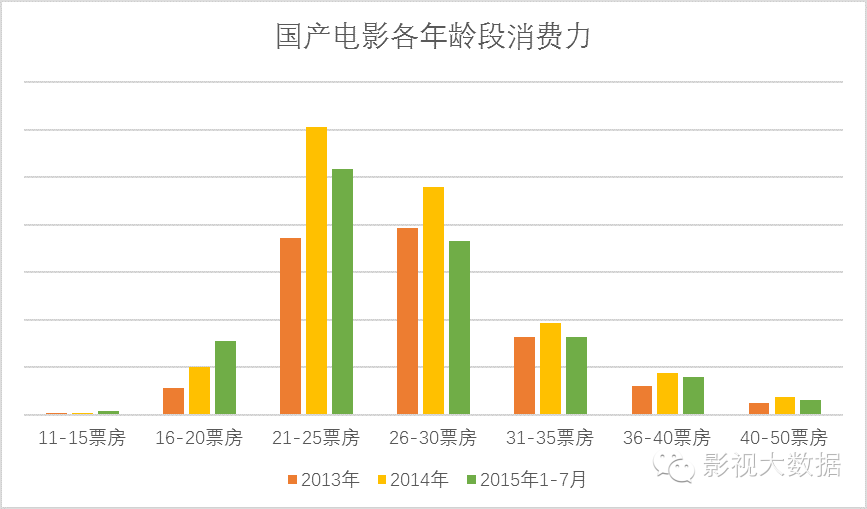 国产电影各年龄段消费力
11-15票房 16-20票房 21-25票房 26-30票房 31-35票房 36-40票房 40-50票房
2013年 2014年 2015年1-7月
影视大数据